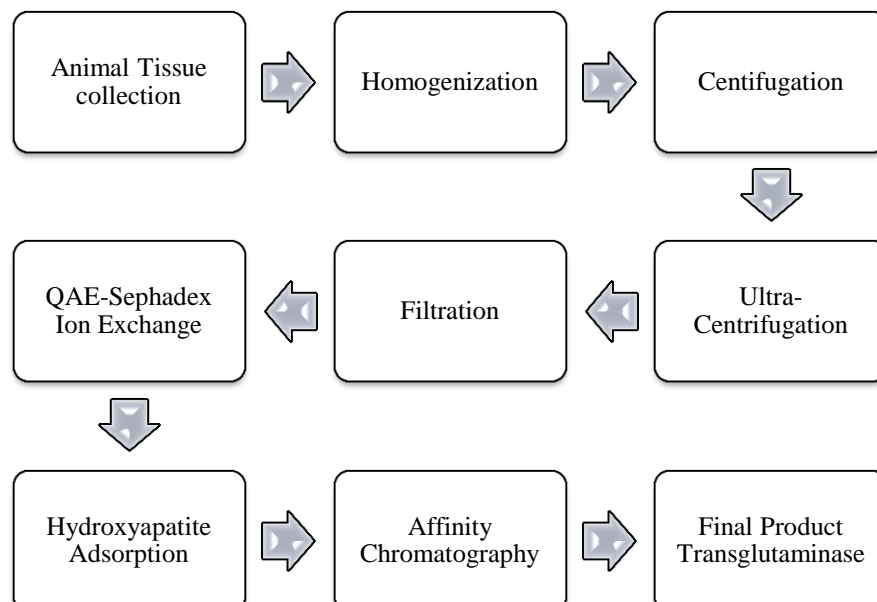 Animal Tissue
collection
Homogenization
Centifugation
Ultra-
Centrifugation
Filtration
QAE-Sephadex
Ion Exchange
Hydroxyapatite
Adsorption
Affinity
Chromatography
Final Product
Transglutaminase